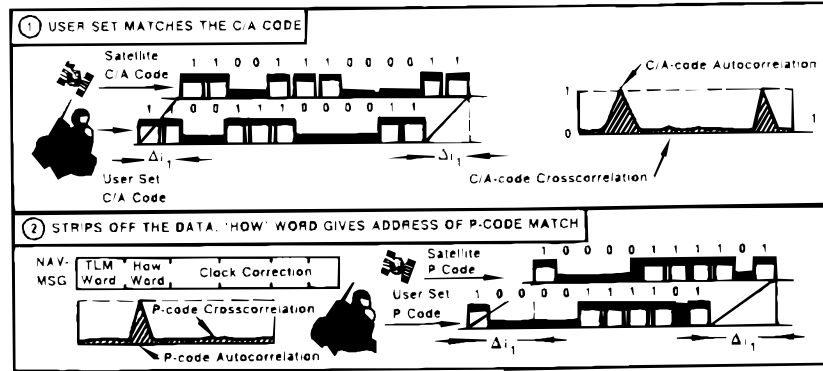 1 USER SET MATCHES THE C/A CODE
Satellite
C/A Code
1 1 0 0 1 1 1 0 0 0 0 1 1
1 1 0 0 1 1 1 0 0 0 0 1 1
Δi₁
Δi₁
User Set
C/A Code
C/A-code Autocorrelation
1
0
1
C/A-code Crosscorrelation
2 STRIPS OFF THE DATA. 'HOW' WORD GIVES ADDRESS OF P-CODE MATCH
NAV-
MSG
TLM
Word
How
Word
Clock Correction
P-code Crosscorrelation
P-code Autocorrelation
Satellite
P Code
1 0 0 0 0 1 1 1 1 0 1
User Set
P Code
1 0 0 0 0 1 1 1 1 0 1
Δi₁
Δi₁